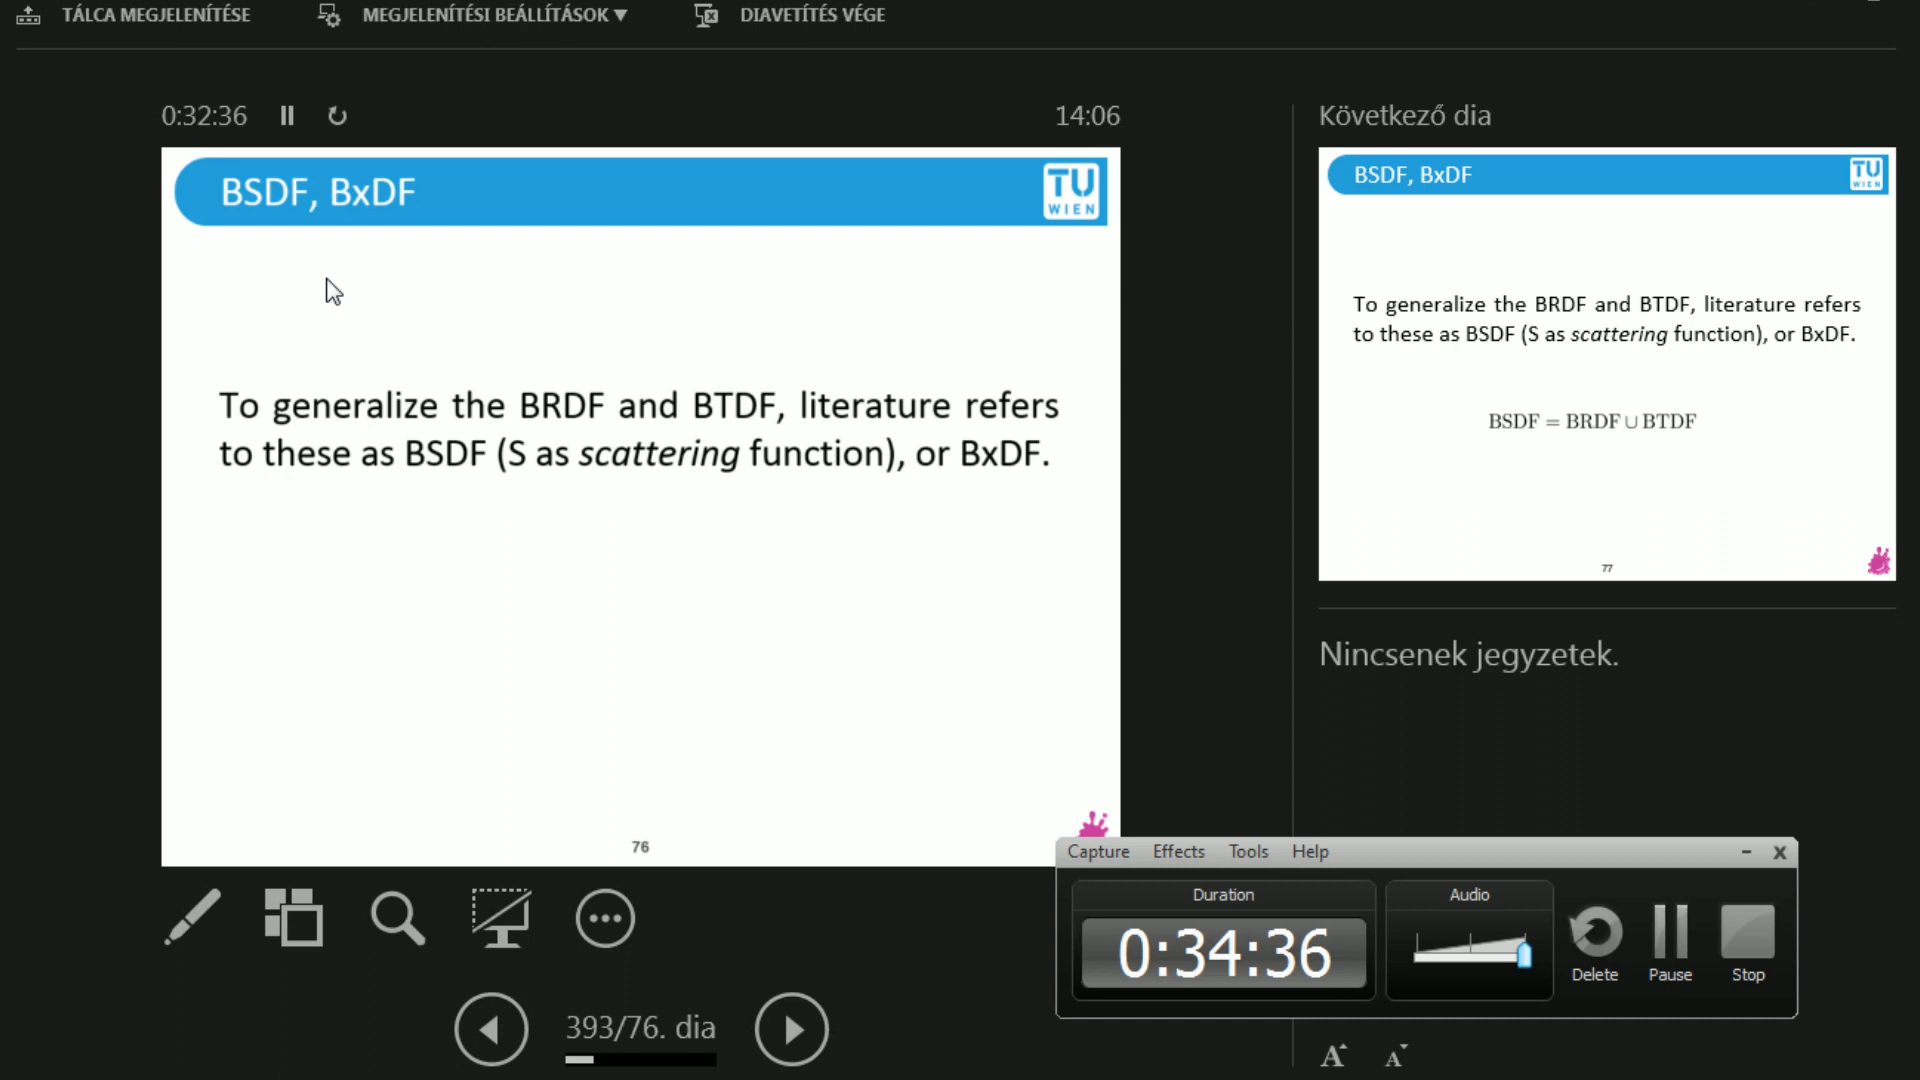 TÁLCA MEGJELENÍTÉSE
MEGJELENÍTÉSI BEÁLLÍTÁSOK ▼
DIAVETÍTÉS VÉGE
0:32:36
14:06
BSDF, BxDF
TU
WIEN
To generalize the BRDF and BTDF, literature refers
to these as BSDF (S as scattering function), or BxDF.
76
Következő dia
BSDF, BxDF
TU
WIEN
To generalize the BRDF and BTDF, literature refers
to these as BSDF (S as scattering function), or BxDF.
BSDF = BRDF ∪ BTDF
77
Nincsenek jegyzetek.
Capture Effects Tools Help
Duration
0:34:36
Audio
Delete
Pause
Stop
393/76. dia
A A